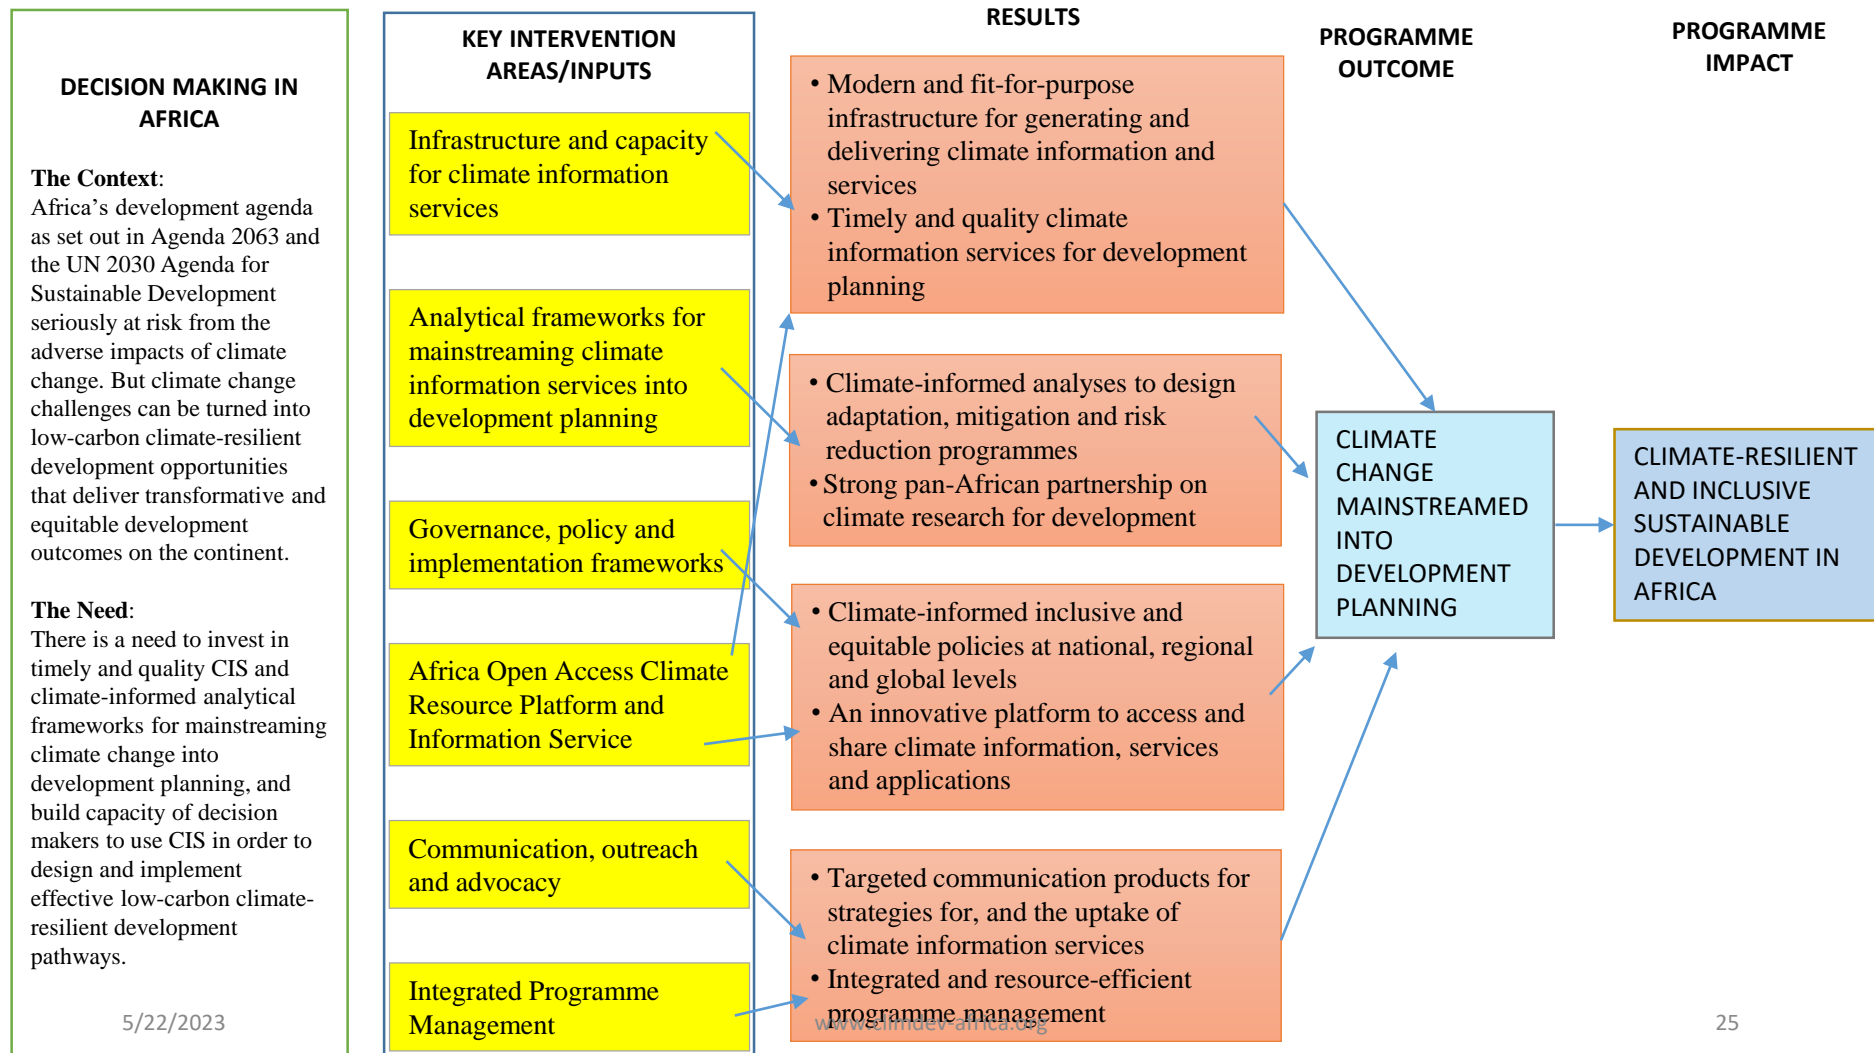 DECISION MAKING IN
AFRICA
The Context:
Africa’s development agenda
as set out in Agenda 2063 and
the UN 2030 Agenda for
Sustainable Development
seriously at risk from the
adverse impacts of climate
change. But climate change
challenges can be turned into
low-carbon climate-resilient
development opportunities
that deliver transformative and
equitable development
outcomes on the continent.
The Need:
There is a need to invest in
timely and quality CIS and
climate-informed analytical
frameworks for mainstreaming
climate change into
development planning, and
build capacity of decision
makers to use CIS in order to
design and implement
effective low-carbon climate-
resilient development
pathways.
KEY INTERVENTION
AREAS/INPUTS
Infrastructure and capacity
for climate information
services
Analytical frameworks for
mainstreaming climate
information services into
development planning
Governance, policy and
implementation frameworks
Africa Open Access Climate
Resource Platform and
Information Service
Communication, outreach
and advocacy
Integrated Programme
Management
RESULTS
• Modern and fit-for-purpose
infrastructure for generating and
delivering climate information and
services
• Timely and quality climate
information services for development
planning
• Climate-informed analyses to design
adaptation, mitigation and risk
reduction programmes
• Strong pan-African partnership on
climate research for development
• Climate-informed inclusive and
equitable policies at national, regional
and global levels
• An innovative platform to access and
share climate information, services
and applications
• Targeted communication products for
strategies for, and the uptake of
climate information services
• Integrated and resource-efficient
programme management
PROGRAMME
OUTCOME
CLIMATE
CHANGE
MAINSTREAMED
INTO
DEVELOPMENT
PLANNING
PROGRAMME
IMPACT
CLIMATE-RESILIENT
AND INCLUSIVE
SUSTAINABLE
DEVELOPMENT IN
AFRICA
5/22/2023
www.climdev-africa.org
25